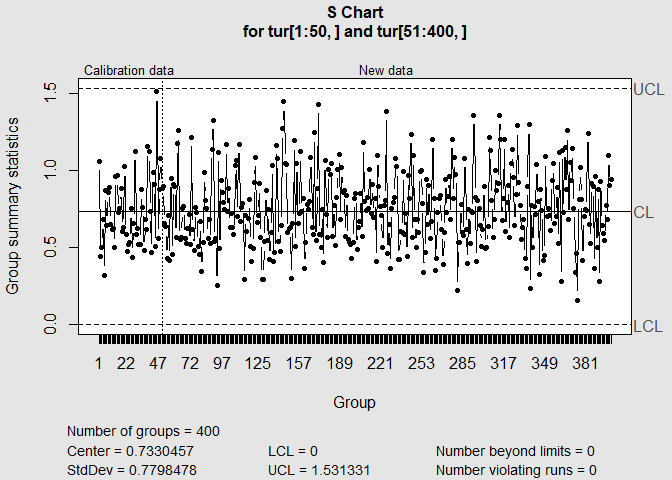 S Chart
for tur[1:50, ] and tur[51:400, ]
Calibration data New data
1.5
1.0
0.5
0.0
Group summary statistics
UCL
CL
LCL
1 22 47 72 97 125 157 189 221 253 285 317 349 381
Group
Number of groups = 400
Center = 0.7330457 LCL = 0 Number beyond limits = 0
StdDev = 0.7798478 UCL = 1.531331 Number violating runs = 0